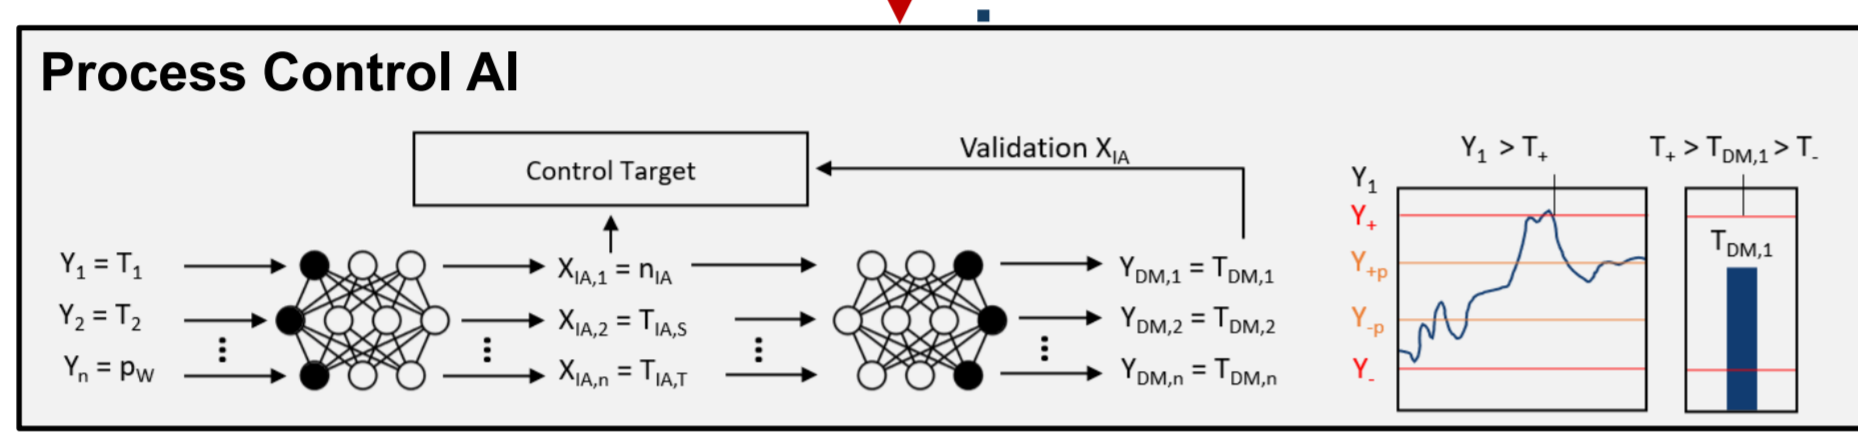 Process Control AI
Control Target
Validation X_IA
Y_1 = T_1
Y_2 = T_2
Y_n = p_W
X_IA,1 = n_IA
X_IA,2 = T_IA,S
X_IA,n = T_IA,T
Y_DM,1 = T_DM,1
Y_DM,2 = T_DM,2
Y_DM,n = T_DM,n
Y_1 > T_+
T_+ > T_DM,1 > T_-
Y_1
Y_+
Y_+p
Y_-p
Y_-
T_DM,1